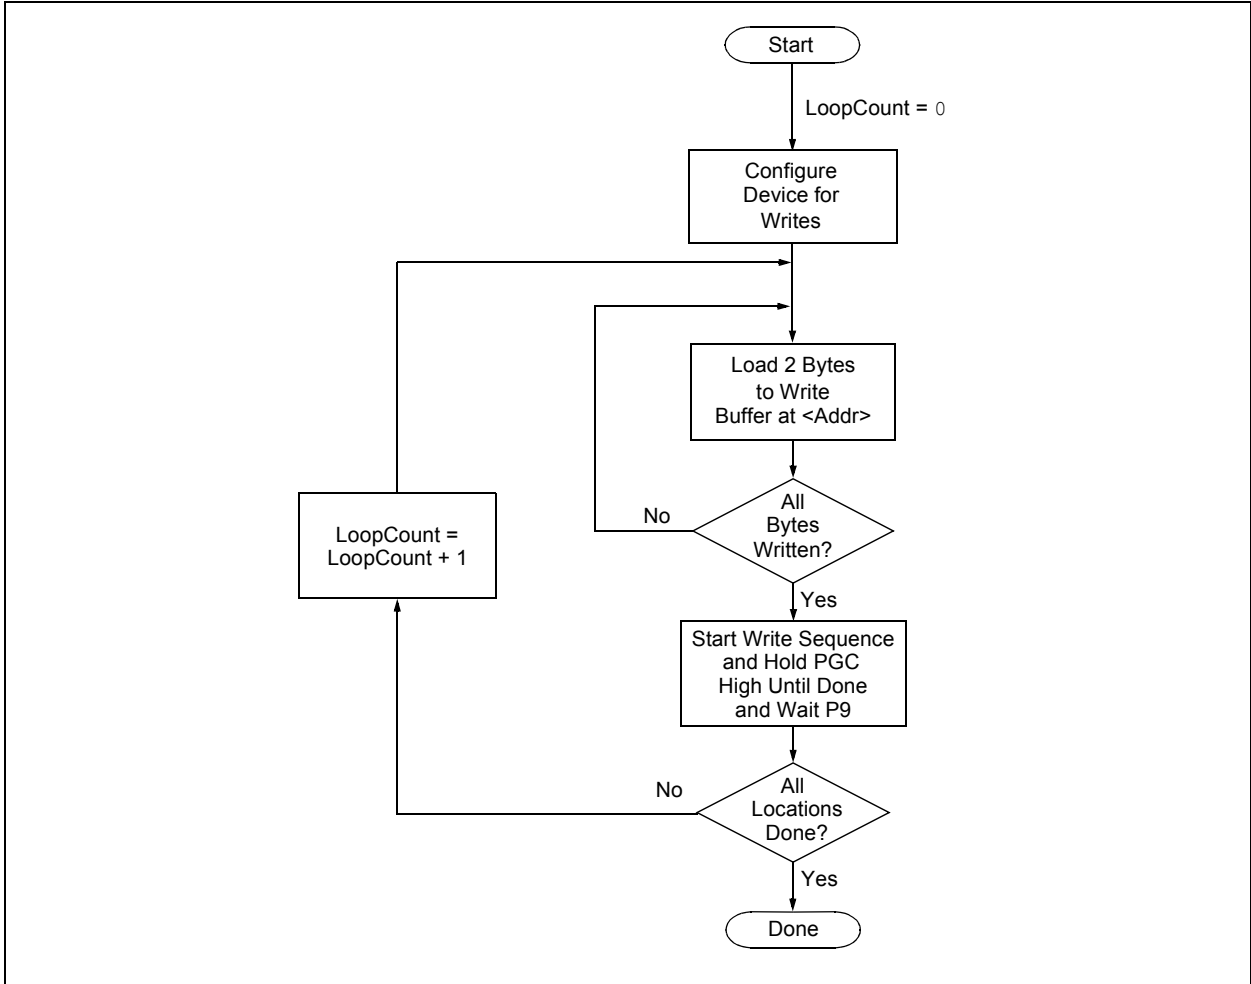 Start
LoopCount = 0
Configure
Device for
Writes
Load 2 Bytes
to Write
Buffer at <Addr>
All
Bytes
Written?
No
Yes
LoopCount =
LoopCount + 1
Start Write Sequence
and Hold PGC
High Until Done
and Wait P9
All
Locations
Done?
No
Yes
Done